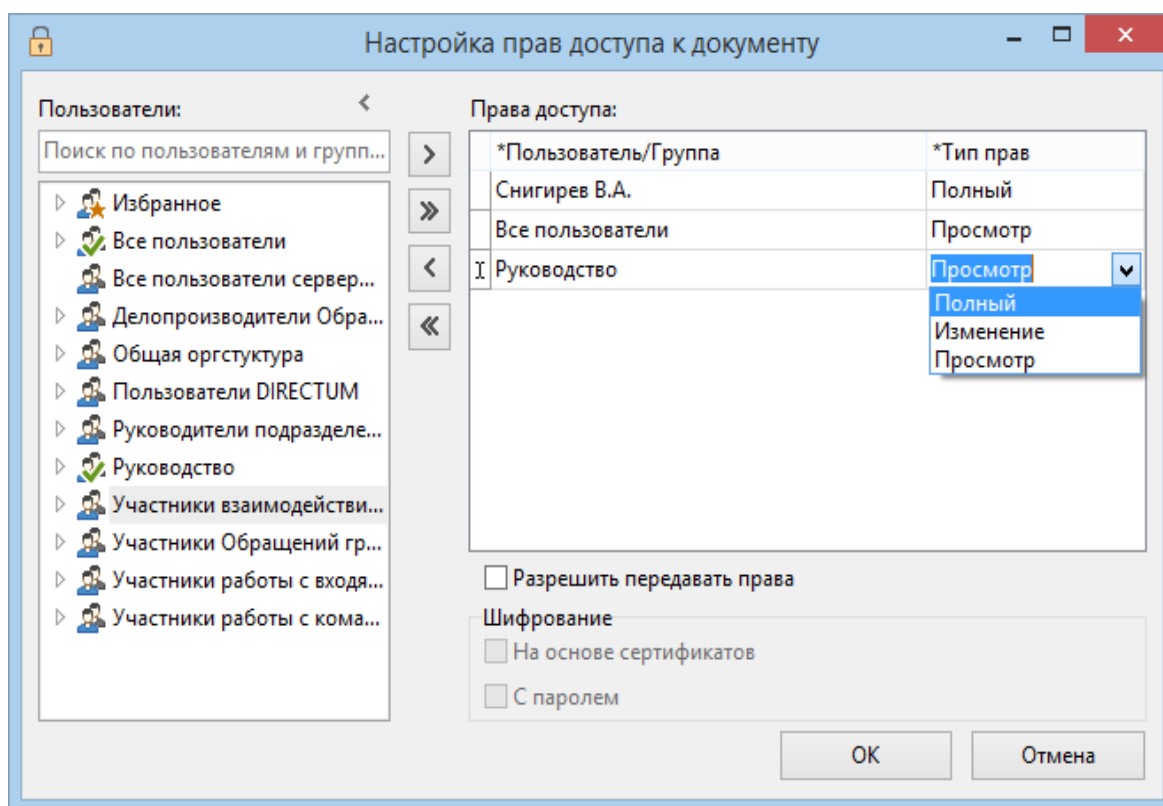 Настройка прав доступа к документу
Пользователи:
Поиск по пользователям и групп...
Избранное
Все пользователи
Все пользователи сервер...
Делопроизводители Обра...
Общая оргстуктура
Пользователи DIRECTUM
Руководители подразделе...
Руководство
Участники взаимодействи...
Участники Обращений гр...
Участники работы с входя...
Участники работы с кома...
Права доступа:
*Пользователь/Группа *Тип прав
Снигирев В.А. Полный
Все пользователи Просмотр
Руководство Просмотр
Полный
Изменение
Просмотр
Разрешить передавать права
Шифрование
На основе сертификатов
С паролем
ОК Отмена